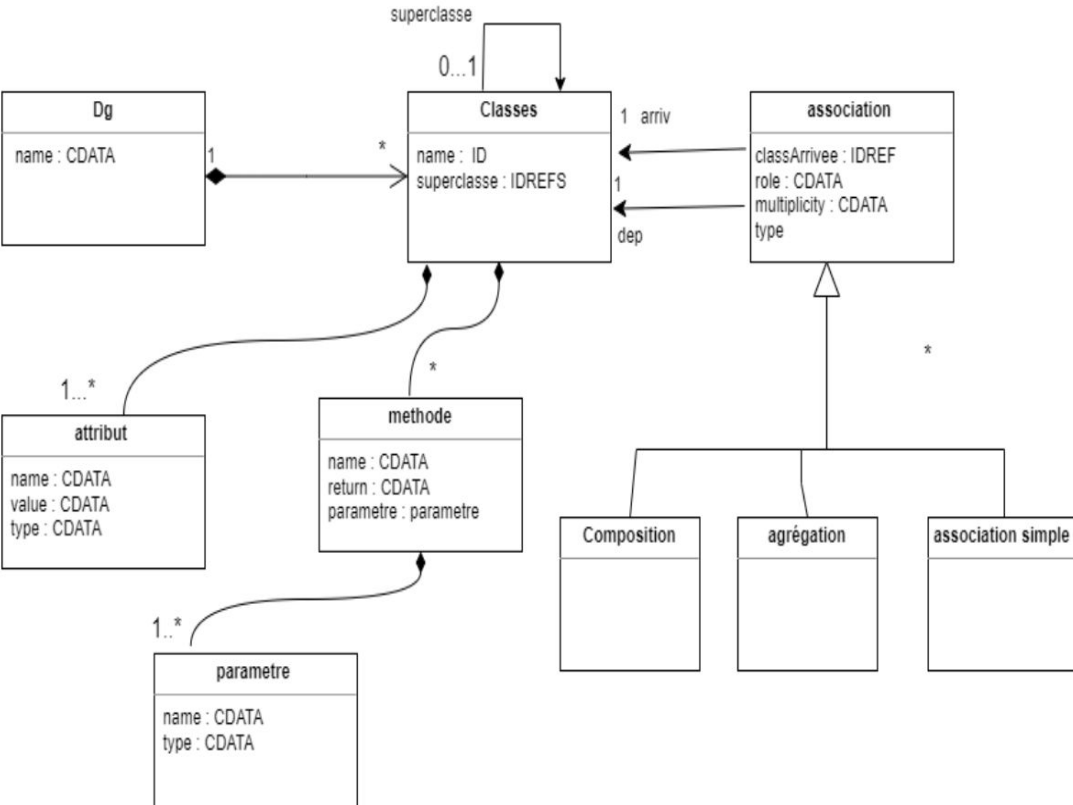 superclasse
0...1
Dg
name : CDATA
1
*
Classes
name : ID
superclasse : IDREFS
1 arriv
1
dep
association
classArrivee : IDREF
role : CDATA
multiplicity : CDATA
type
*
1...*
attribut
name : CDATA
value : CDATA
type : CDATA
*
methode
name : CDATA
return : CDATA
parametre : parametre
Composition
agrégation
association simple
1..*
parametre
name : CDATA
type : CDATA